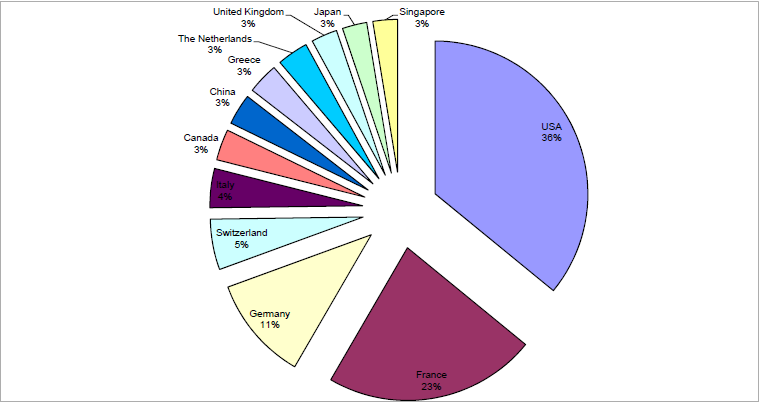 United Kingdom
3%
Japan
3%
Singapore
3%
The Netherlands
3%
Greece
3%
China
3%
Canada
3%
Italy
4%
Switzerland
5%
Germany
11%
France
23%
USA
36%